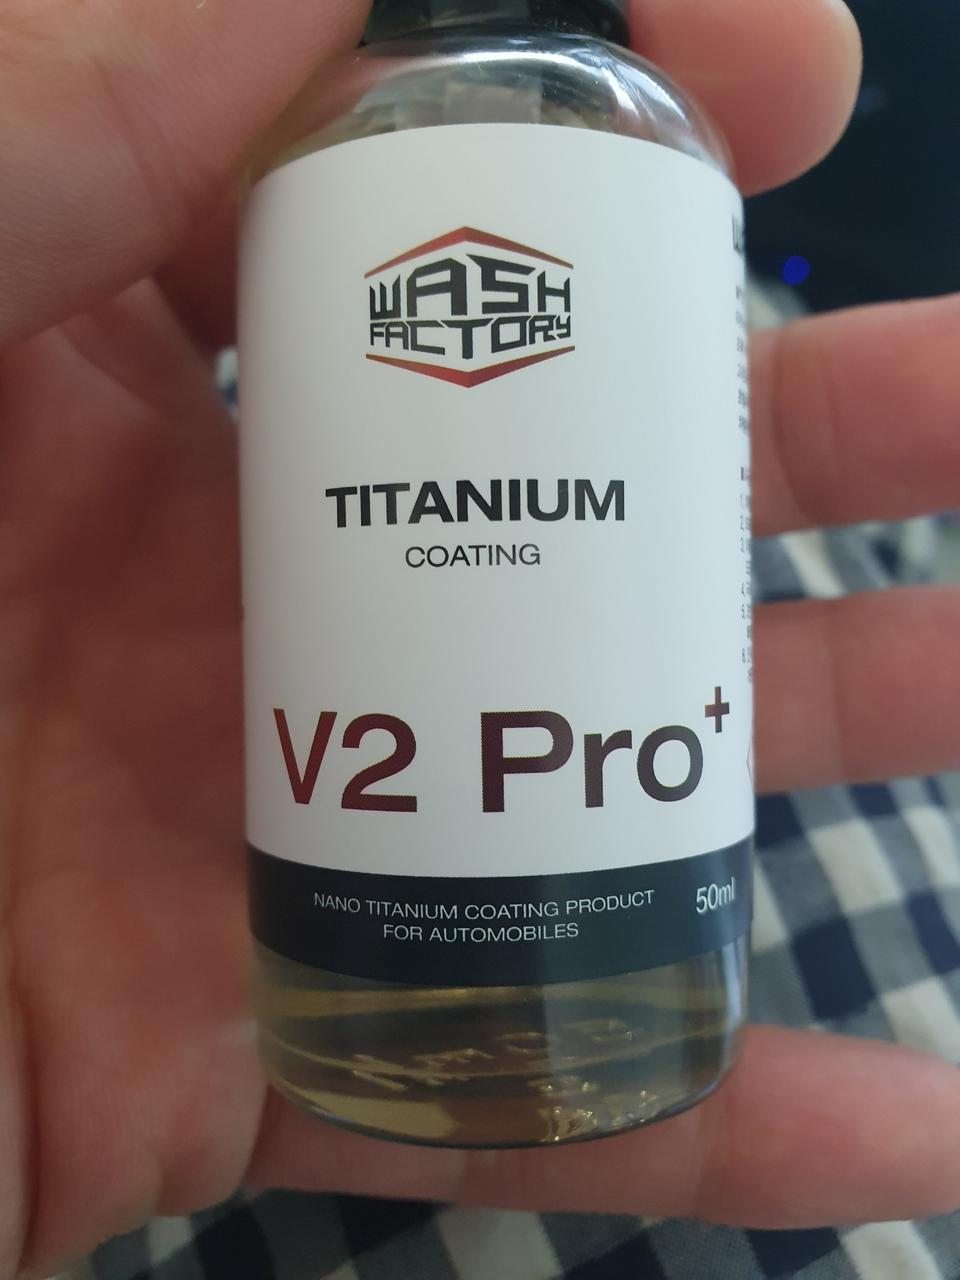 WASH
FACTORY
TITANIUM
COATING
V2 Pro+
NANO TITANIUM COATING PRODUCT
FOR AUTOMOBILES
50ml